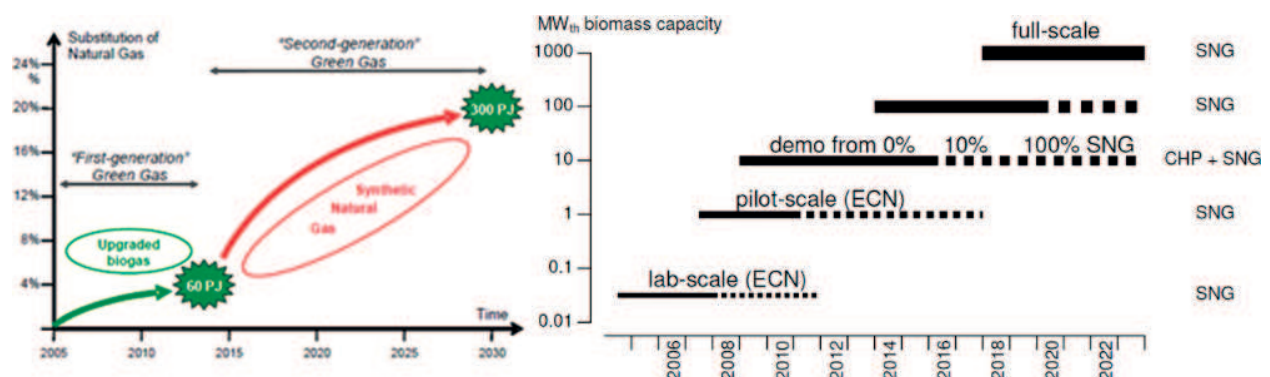 Substitution of
Natural Gas
24%
%
20%
16%
12%
8%
4%
"Second-generation"
Green Gas
"First-generation"
Green Gas
300 PJ
Synthetic
Natural
Gas
Upgraded
biogas
60 PJ
Time
2005
2010
2015
2020
2025
2030
MWth biomass capacity
1000
100
10
1
0.1
0.01
full-scale
SNG
SNG
demo from 0% 10% 100% SNG
CHP + SNG
pilot-scale (ECN)
SNG
lab-scale (ECN)
SNG
2006
2008
2010
2012
2014
2016
2018
2020
2022